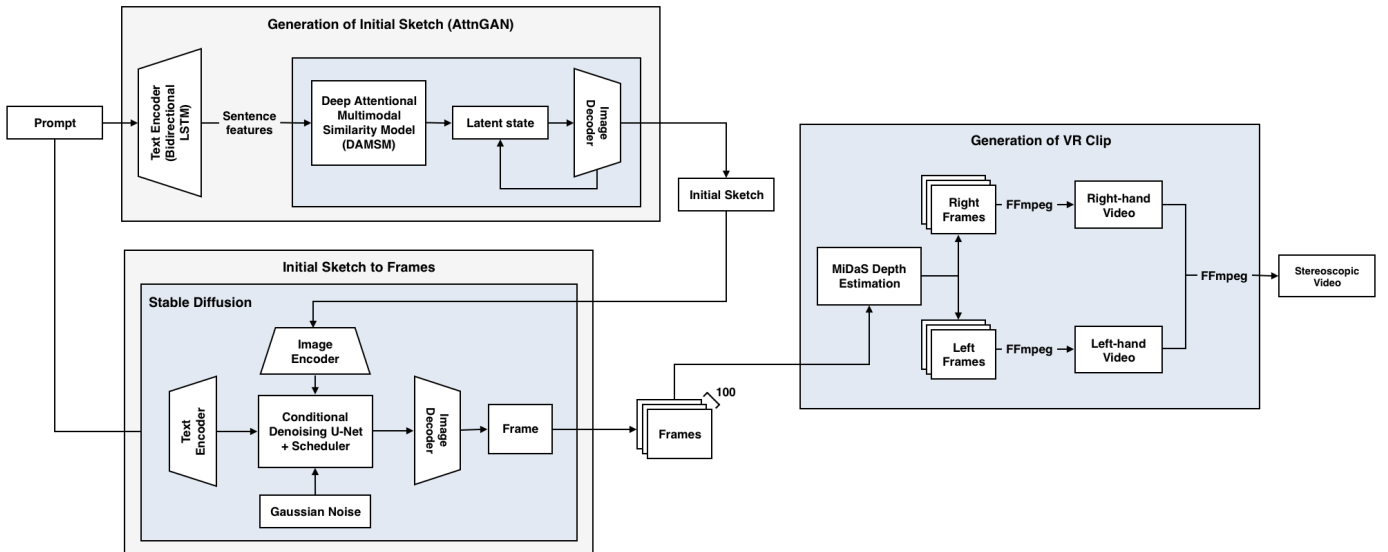 Generation of Initial Sketch (AttnGAN)
Prompt
Text Encoder
(Bidirectional
LSTM)
Sentence
features
Deep Attentional
Multimodal
Similarity Model
(DAMSM)
Latent state
Image
Decoder
Initial Sketch
Initial Sketch to Frames
Stable Diffusion
Image
Encoder
Text
Encoder
Conditional
Denoising U-Net
+ Scheduler
Image
Decoder
Frame
Gaussian Noise
100
Frames
Generation of VR Clip
MiDaS Depth
Estimation
Right
Frames
FFmpeg
Right-hand
Video
Left
Frames
FFmpeg
Left-hand
Video
FFmpeg
Stereoscopic
Video